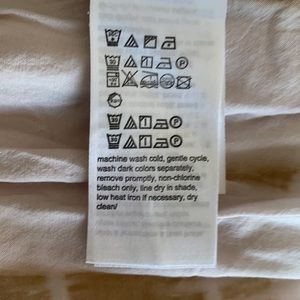 machine wash cold, gentle cycle,
wash dark colors separately,
remove promptly, non-chlorine
bleach only, line dry in shade,
low heat iron if necessary, dry
clean/